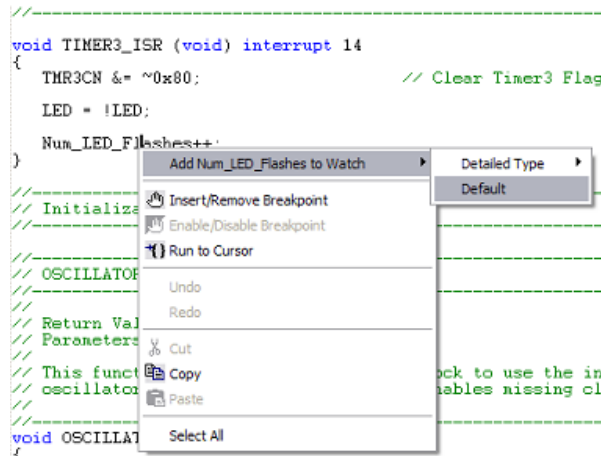 //----------------------------------------------------------------
void TIMER3_ISR (void) interrupt 14
{
TMR3CN &= ~0x80; // Clear Timer3 Flag
LED = !LED;
Num_LED_Flashes++;
}
Add Num_LED_Flashes to Watch
Detailed Type
Default
//----------------------------------------------------------------
Insert/Remove Breakpoint
// Initializa
Enable/Disable Breakpoint
//----------------------------------------------------------------
Run to Cursor
//----------------------------------------------------------------
// OSCILLATOR
//----------------------------------------------------------------
Undo
//
Redo
// Return Val
// Parameters
Cut
//
// This funct
Copy
ock to use the in
// oscillator
ables missing cl
Paste
//
//----------------------------------------------------------------
void OSCILLAT
Select All
{